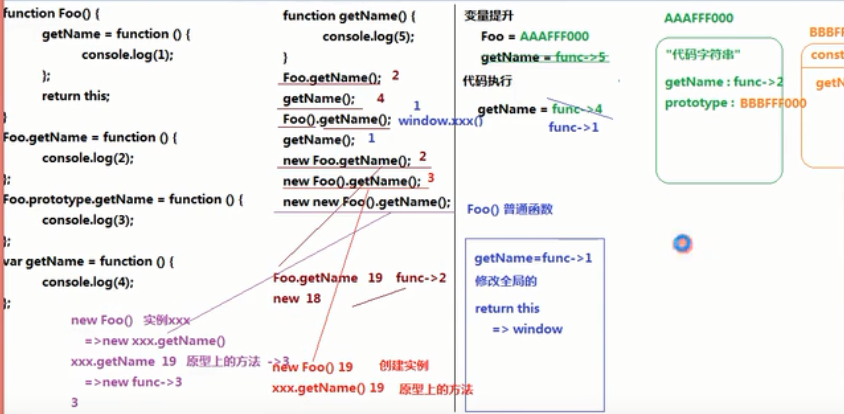 function Foo() {
getName = function () {
console.log(1);
};
return this;
}
Foo.getName = function () {
console.log(2);
};
Foo.prototype.getName = function () {
console.log(3);
};
var getName = function () {
console.log(4);
};
function getName() {
console.log(5);
}
Foo.getName(); 2
getName(); 4
Foo().getName(); 1 window.xxx()
getName(); 1
new Foo.getName(); 2
new Foo().getName(); 3
new new Foo().getName();
Foo.getName 19 func->2
new 18
new Foo() 实例xxx
=>new xxx.getName()
xxx.getName 19 原型上的方法 ->3
=>new func->3
3
new Foo() 19 创建实例
xxx.getName() 19 原型上的方法
变量提升
Foo = AAAFFF000
getName = func->5
代码执行
getName = func->4
func->1
Foo() 普通函数
getName=func->1
修改全局的
return this
=> window
AAAFFF000
"代码字符串"
getName : func->2
prototype : BBBFFF000
BBBFF
const
getN